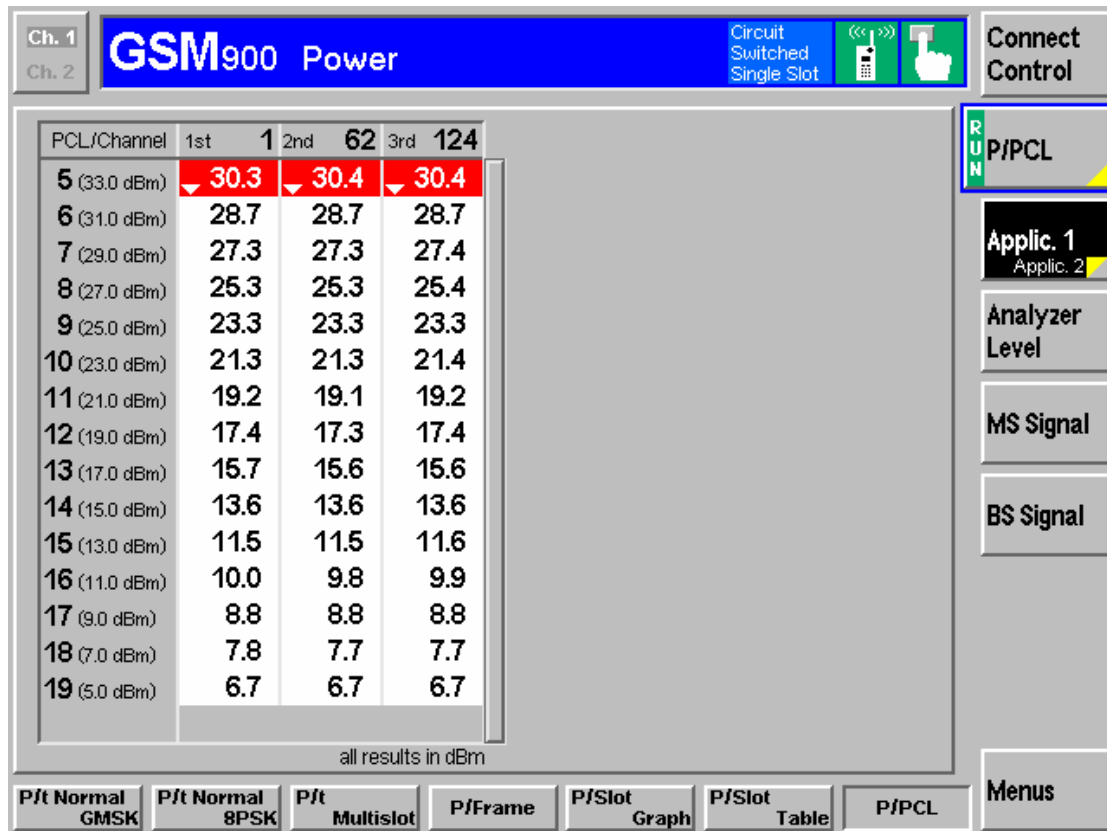 Ch. 1
Ch. 2
GSM900 Power
Circuit
Switched
Single Slot
Connect
Control
PCL/Channel 1st 1 2nd 62 3rd 124
5 (33.0 dBm) 30.3 30.4 30.4
6 (31.0 dBm) 28.7 28.7 28.7
7 (29.0 dBm) 27.3 27.3 27.4
8 (27.0 dBm) 25.3 25.3 25.4
9 (25.0 dBm) 23.3 23.3 23.3
10 (23.0 dBm) 21.3 21.3 21.4
11 (21.0 dBm) 19.2 19.1 19.2
12 (19.0 dBm) 17.4 17.3 17.4
13 (17.0 dBm) 15.7 15.6 15.6
14 (15.0 dBm) 13.6 13.6 13.6
15 (13.0 dBm) 11.5 11.5 11.6
16 (11.0 dBm) 10.0 9.8 9.9
17 (9.0 dBm) 8.8 8.8 8.8
18 (7.0 dBm) 7.8 7.7 7.7
19 (5.0 dBm) 6.7 6.7 6.7
all results in dBm
RUN
P/PCL
Applic. 1
Applic. 2
Analyzer
Level
MS Signal
BS Signal
Menus
P/t Normal
GMSK
P/t Normal
8PSK
P/t
Multislot
P/Frame
P/Slot
Graph
P/Slot
Table
P/PCL